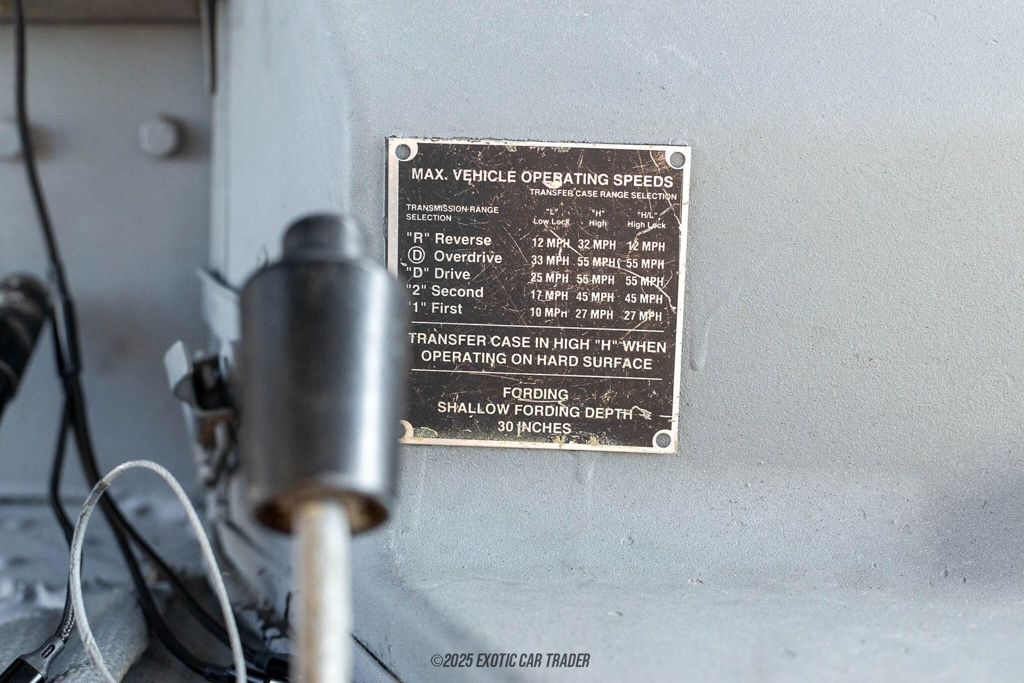 MAX. VEHICLE OPERATING SPEEDS
TRANSFER CASE RANGE SELECTION
TRANSMISSION RANGE SELECTION
"L" Low Lock "H" High "H/L" High Lock
"R" Reverse 12 MPH 32 MPH 12 MPH
Ⓓ Overdrive 33 MPH 55 MPH 55 MPH
"D" Drive 25 MPH 55 MPH 55 MPH
"2" Second 17 MPH 45 MPH 45 MPH
"1" First 10 MPH 27 MPH 27 MPH
TRANSFER CASE IN HIGH "H" WHEN
OPERATING ON HARD SURFACE
FORDING
SHALLOW FORDING DEPTH
30 INCHES
©2025 EXOTIC CAR TRADER